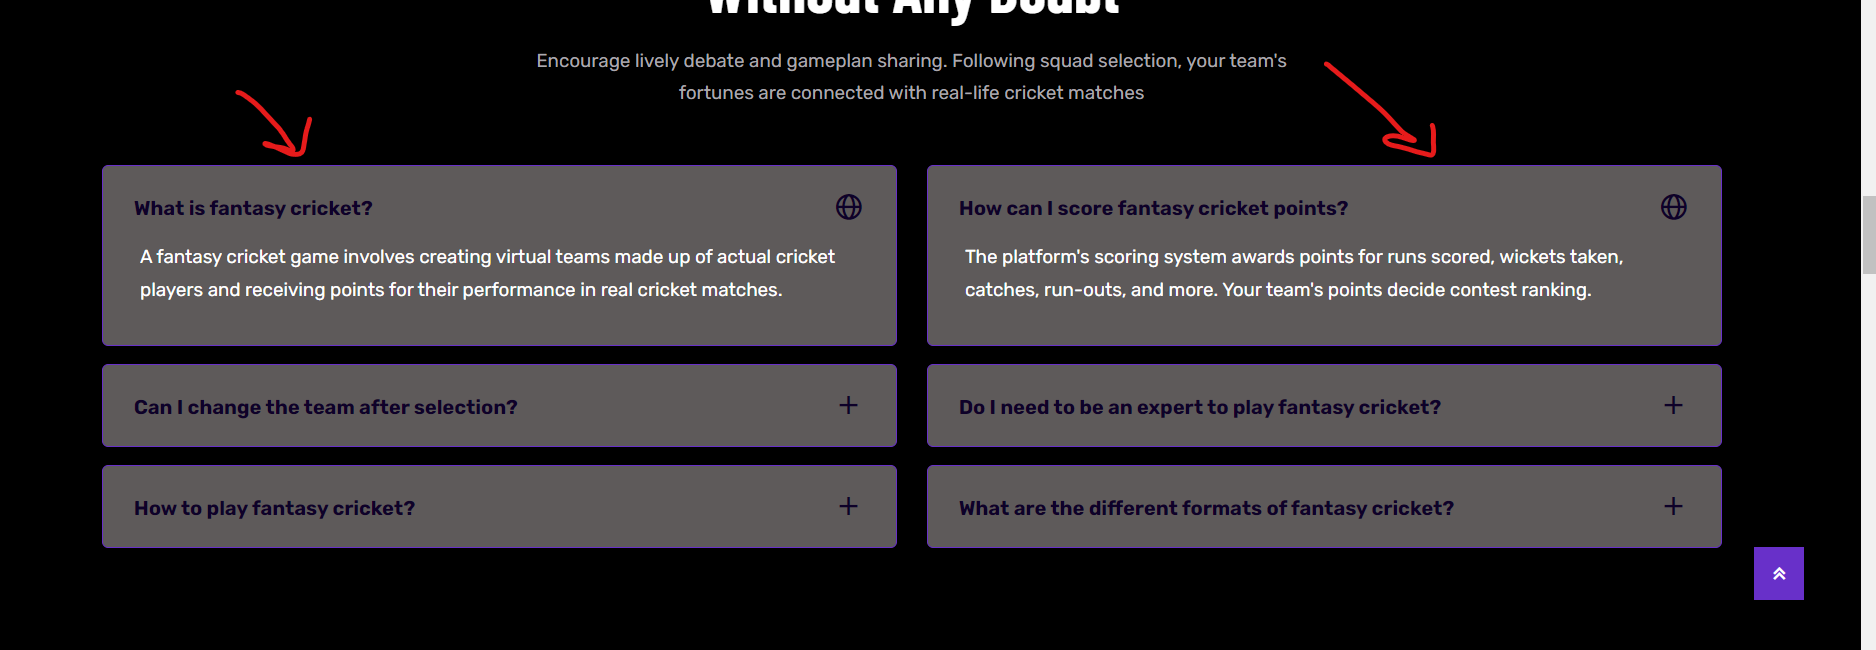 Without Any Doubt
Encourage lively debate and gameplan sharing. Following squad selection, your team's
fortunes are connected with real-life cricket matches
What is fantasy cricket?
A fantasy cricket game involves creating virtual teams made up of actual cricket
players and receiving points for their performance in real cricket matches.
Can I change the team after selection?
How to play fantasy cricket?
How can I score fantasy cricket points?
The platform's scoring system awards points for runs scored, wickets taken,
catches, run-outs, and more. Your team's points decide contest ranking.
Do I need to be an expert to play fantasy cricket?
What are the different formats of fantasy cricket?